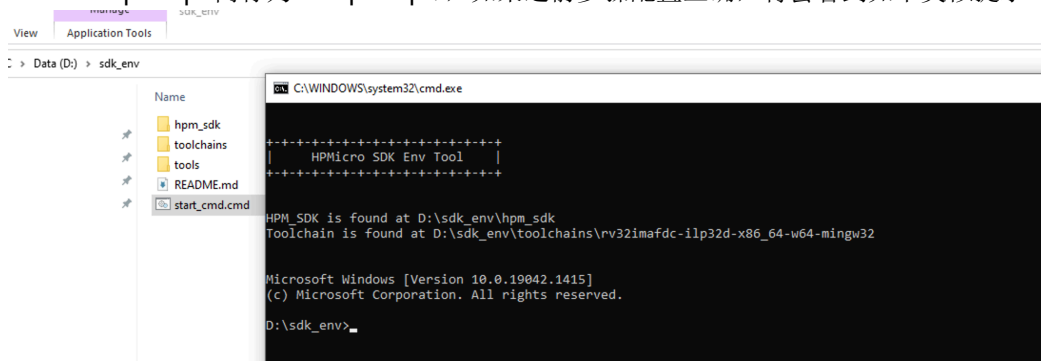 sdk_env
View Application Tools
> Data (D:) > sdk_env
Name
hpm_sdk
toolchains
tools
README.md
start_cmd.cmd
C:\WINDOWS\system32\cmd.exe
+-+-+-+-+-+-+-+-+-+-+-+-+-+-+-+
| HPMicro SDK Env Tool |
+-+-+-+-+-+-+-+-+-+-+-+-+-+-+-+
HPM_SDK is found at D:\sdk_env\hpm_sdk
Toolchain is found at D:\sdk_env\toolchains\rv32imafdc-ilp32d-x86_64-w64-mingw32
Microsoft Windows [Version 10.0.19042.1415]
(c) Microsoft Corporation. All rights reserved.
D:\sdk_env>